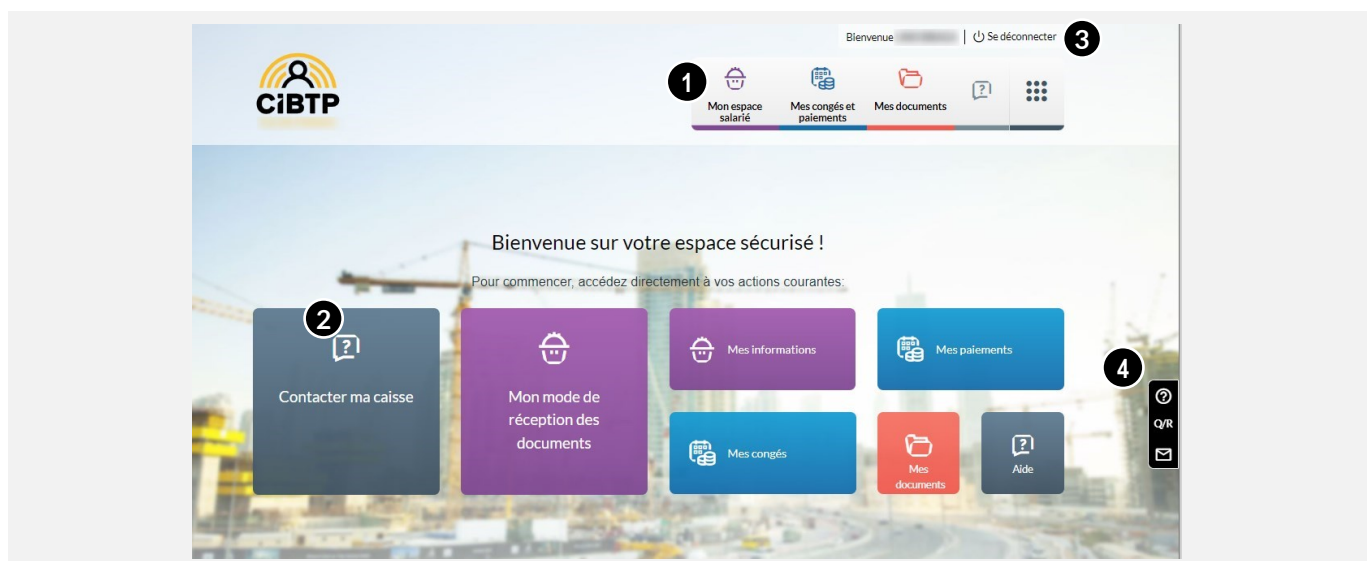 Bienvenue
Se déconnecter
3
CiBTP
1
Mon espace
salarié
Mes congés et
paiements
Mes documents
?
Bienvenue sur votre espace sécurisé !
Pour commencer, accédez directement à vos actions courantes:
2
?
Contacter ma caisse
Mon mode de
réception des
documents
Mes informations
Mes paiements
Mes congés
Mes
documents
?
Aide
4
?
Q/R